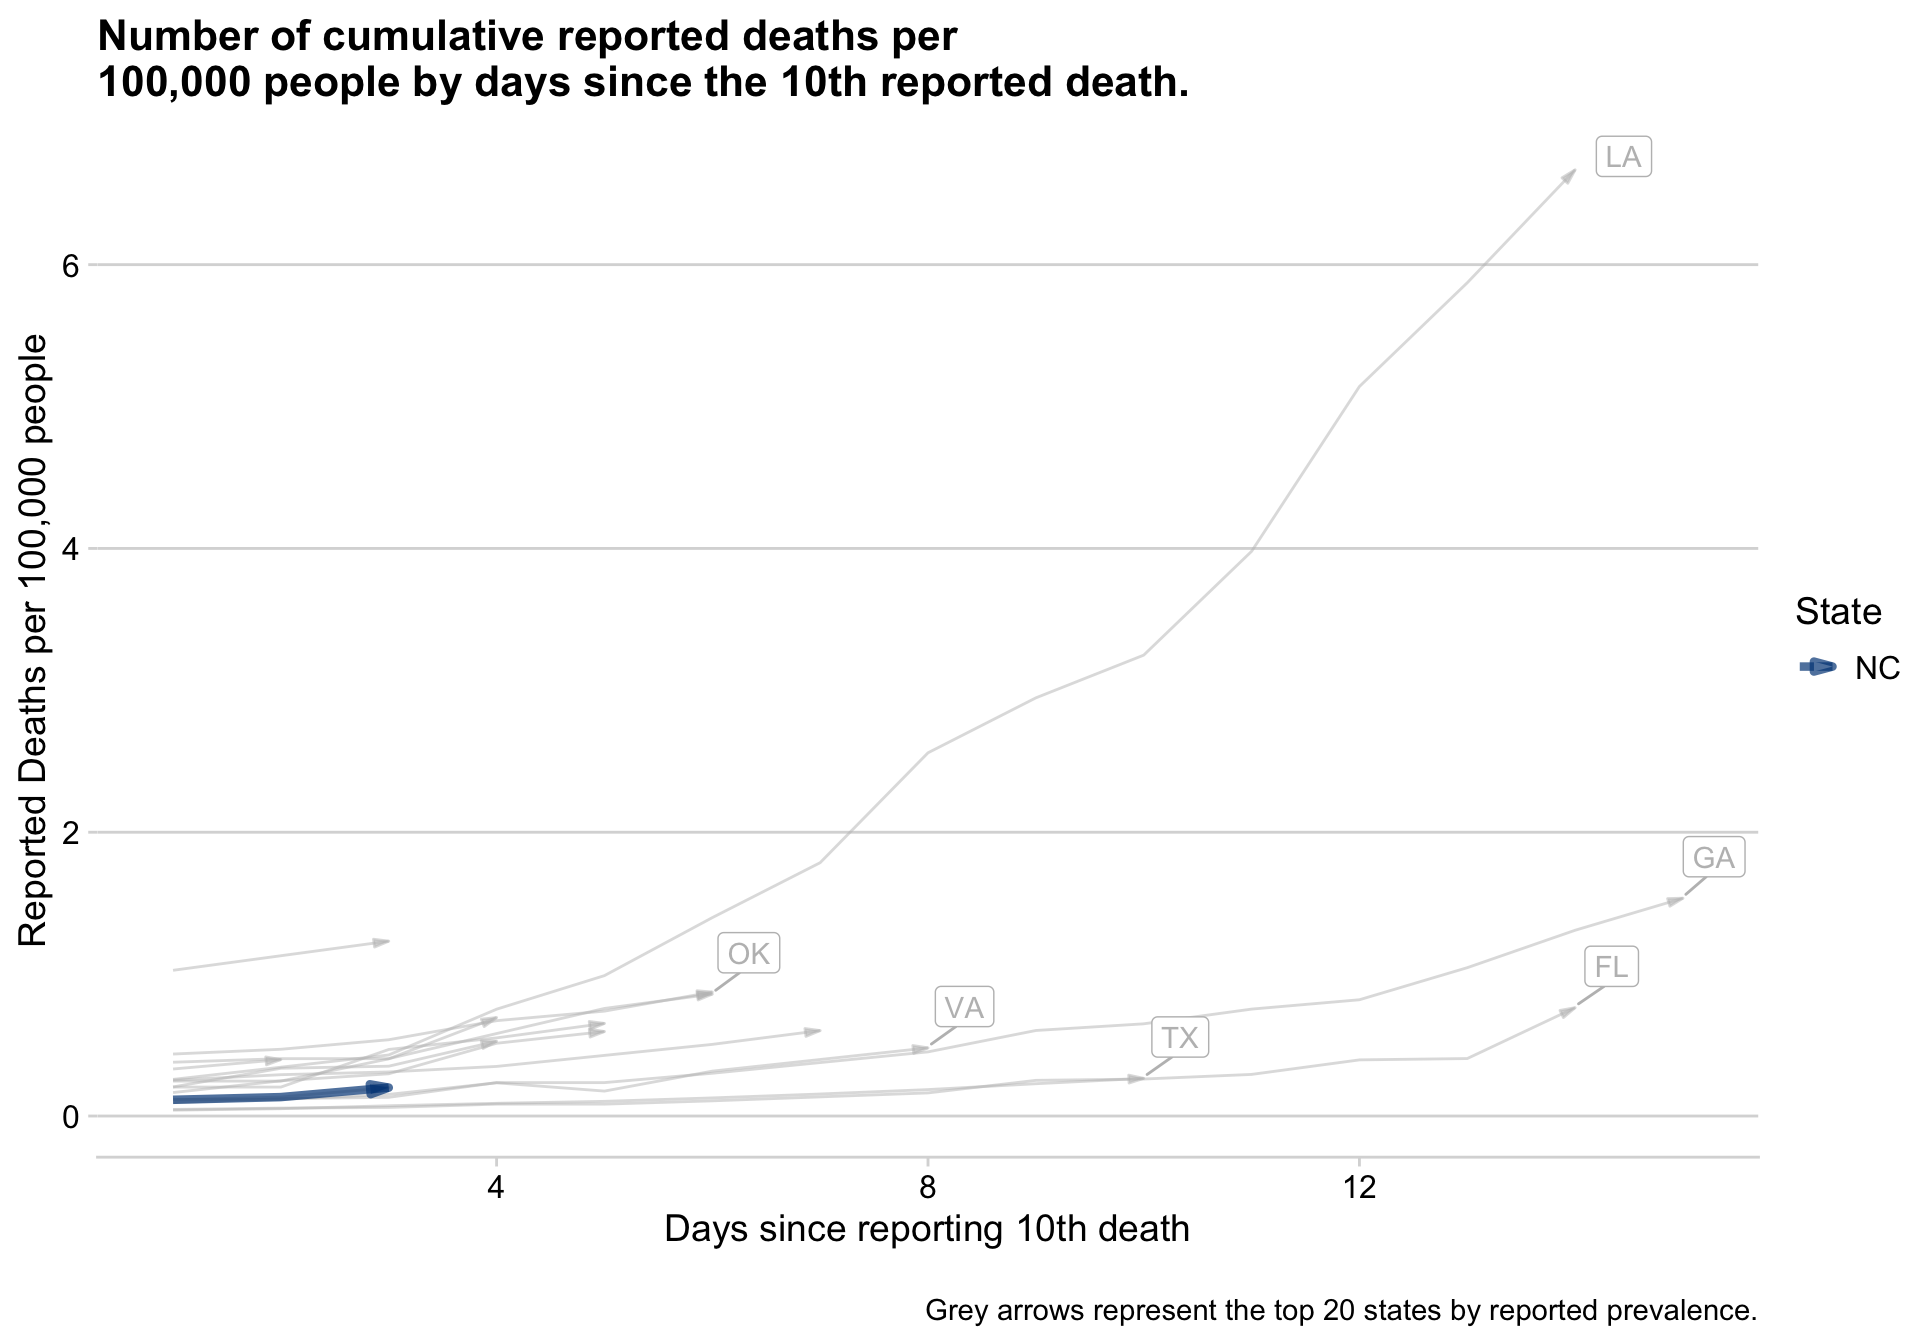 Number of cumulative reported deaths per
100,000 people by days since the 10th reported death.
Reported Deaths per 100,000 people
6
4
2
0
LA
GA
FL
OK
VA
TX
State
NC
4
8
12
Days since reporting 10th death
Grey arrows represent the top 20 states by reported prevalence.